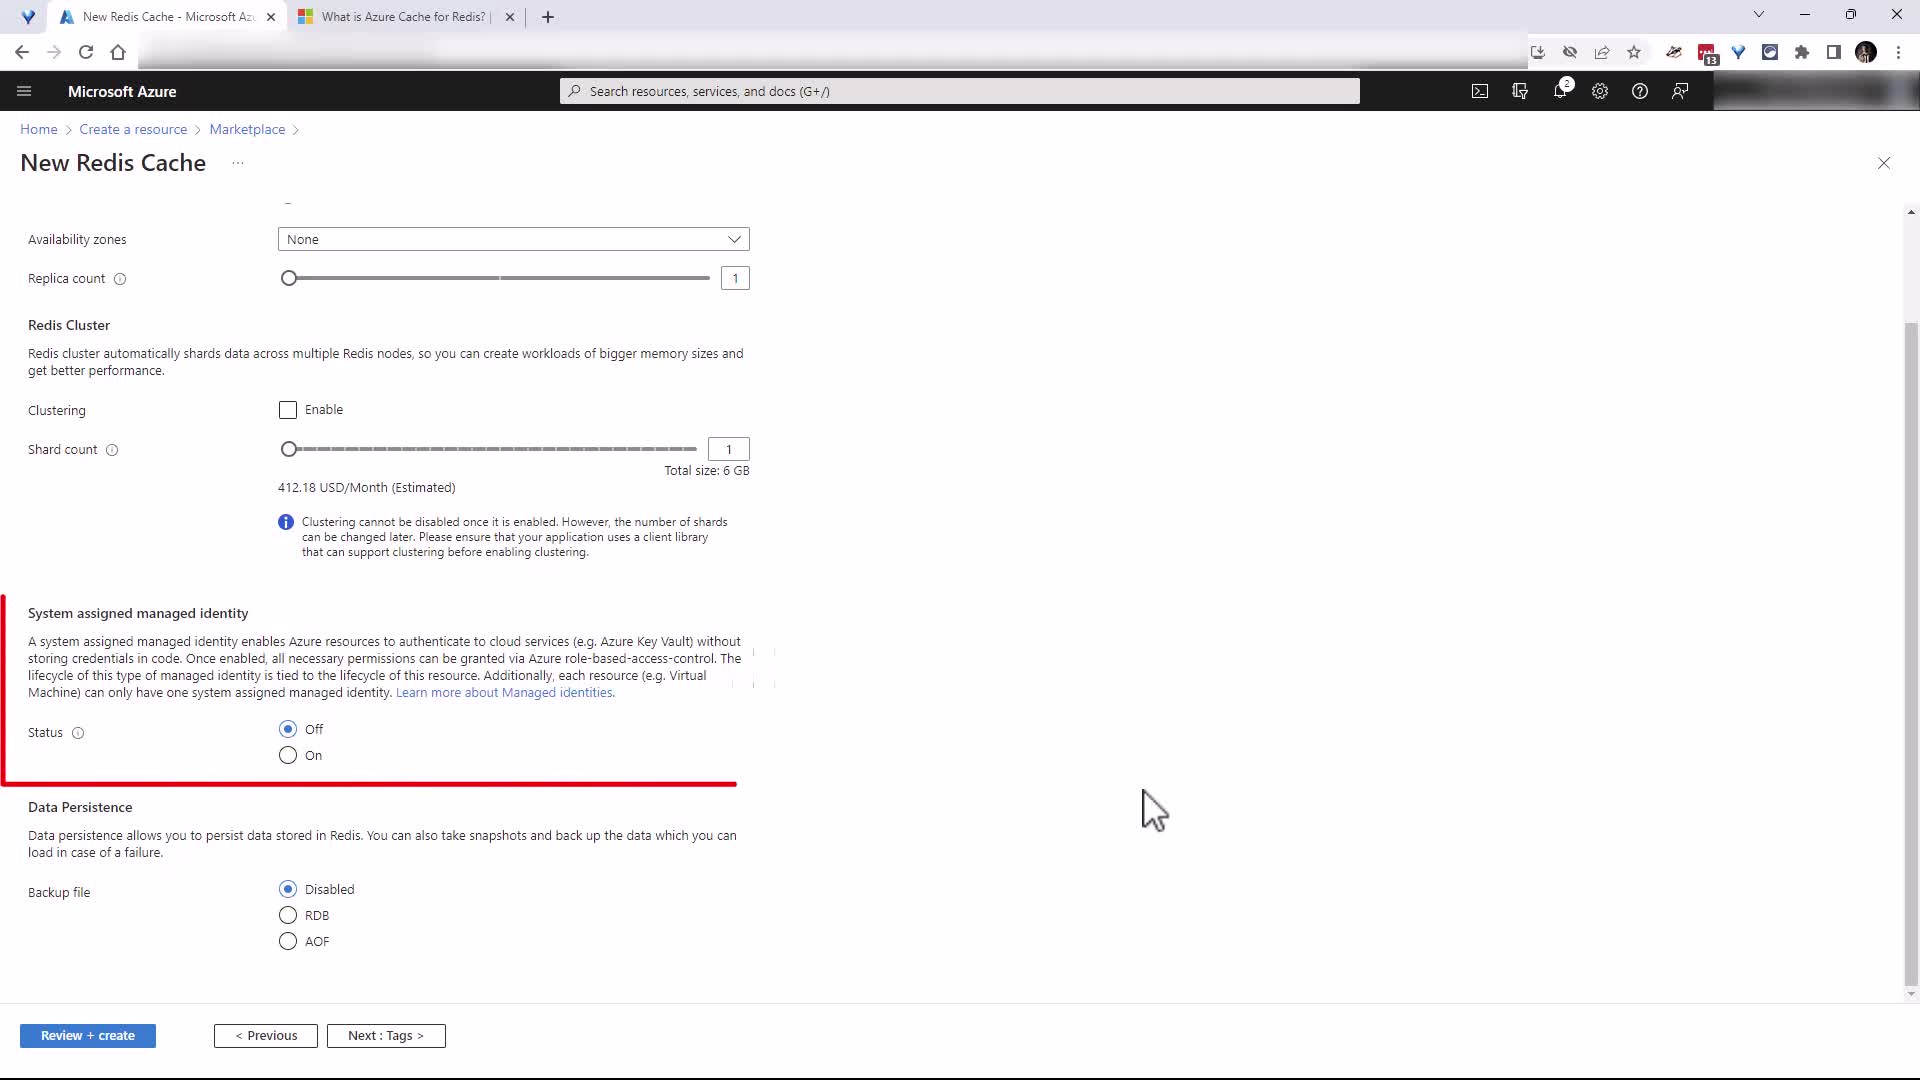 New Redis Cache - Microsoft Az
What is Azure Cache for Redis? |
13
Microsoft Azure
Search resources, services, and docs (G+/)
2
Home > Create a resource > Marketplace >
New Redis Cache ...
Availability zones
None
Replica count
1
Redis Cluster
Redis cluster automatically shards data across multiple Redis nodes, so you can create workloads of bigger memory sizes and
get better performance.
Clustering
Enable
Shard count
1
Total size: 6 GB
412.18 USD/Month (Estimated)
Clustering cannot be disabled once it is enabled. However, the number of shards
can be changed later. Please ensure that your application uses a client library
that can support clustering before enabling clustering.
System assigned managed identity
A system assigned managed identity enables Azure resources to authenticate to cloud services (e.g. Azure Key Vault) without
storing credentials in code. Once enabled, all necessary permissions can be granted via Azure role-based-access-control. The
lifecycle of this type of managed identity is tied to the lifecycle of this resource. Additionally, each resource (e.g. Virtual
Machine) can only have one system assigned managed identity. Learn more about Managed identities.
Status
Off
On
Data Persistence
Data persistence allows you to persist data stored in Redis. You can also take snapshots and back up the data which you can
load in case of a failure.
Backup file
Disabled
RDB
AOF
Review + create
< Previous
Next : Tags >